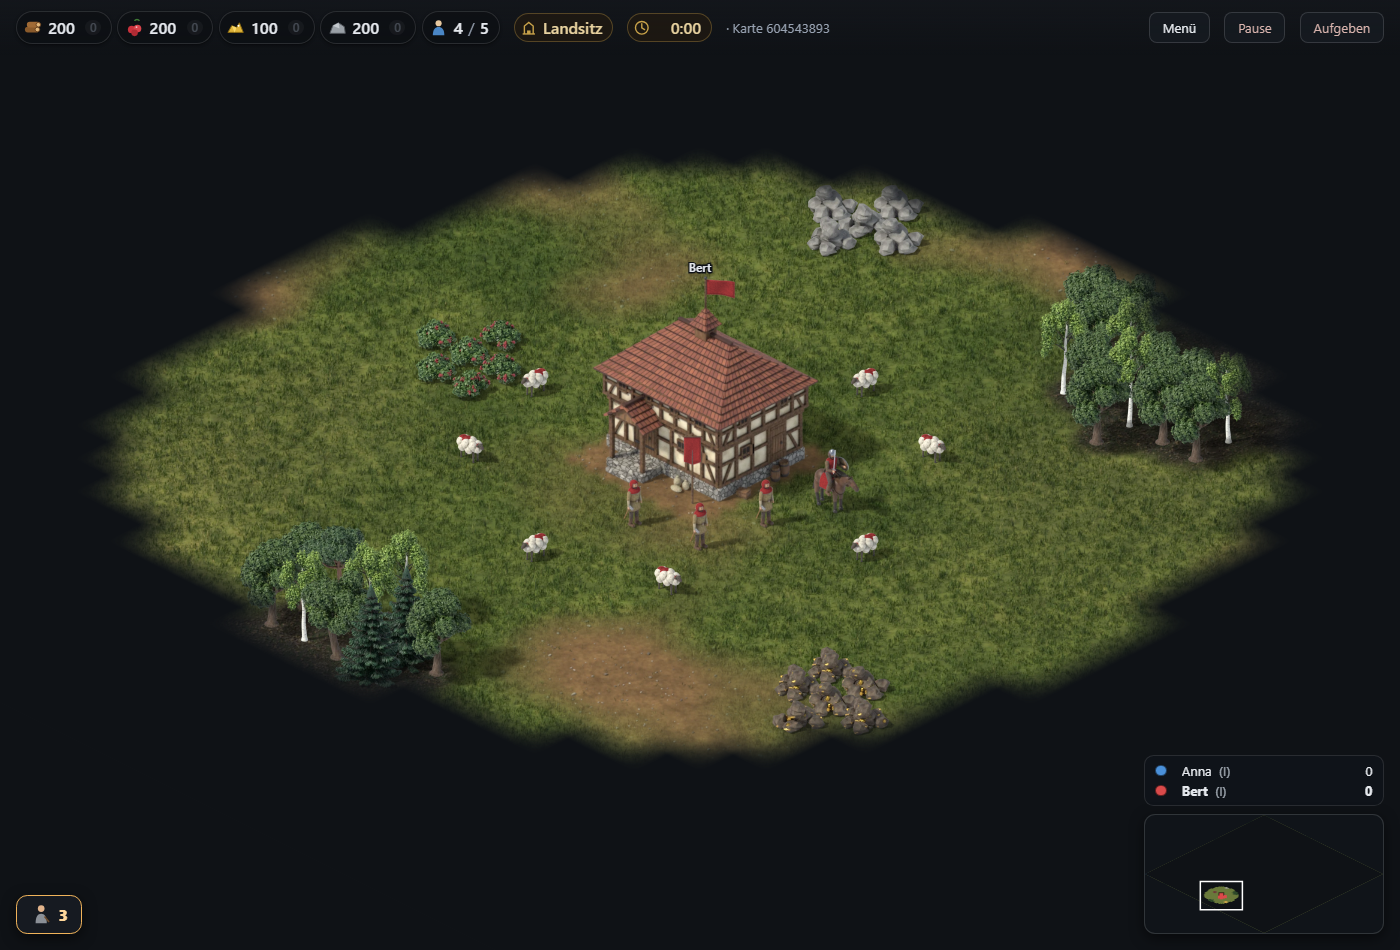 200 0 200 0 100 0 200 0 4 / 5 Landsitz 0:00 · Karte 604543893 Menü Pause Aufgeben
Bert
Anna (I) 0
Bert (I) 0
3